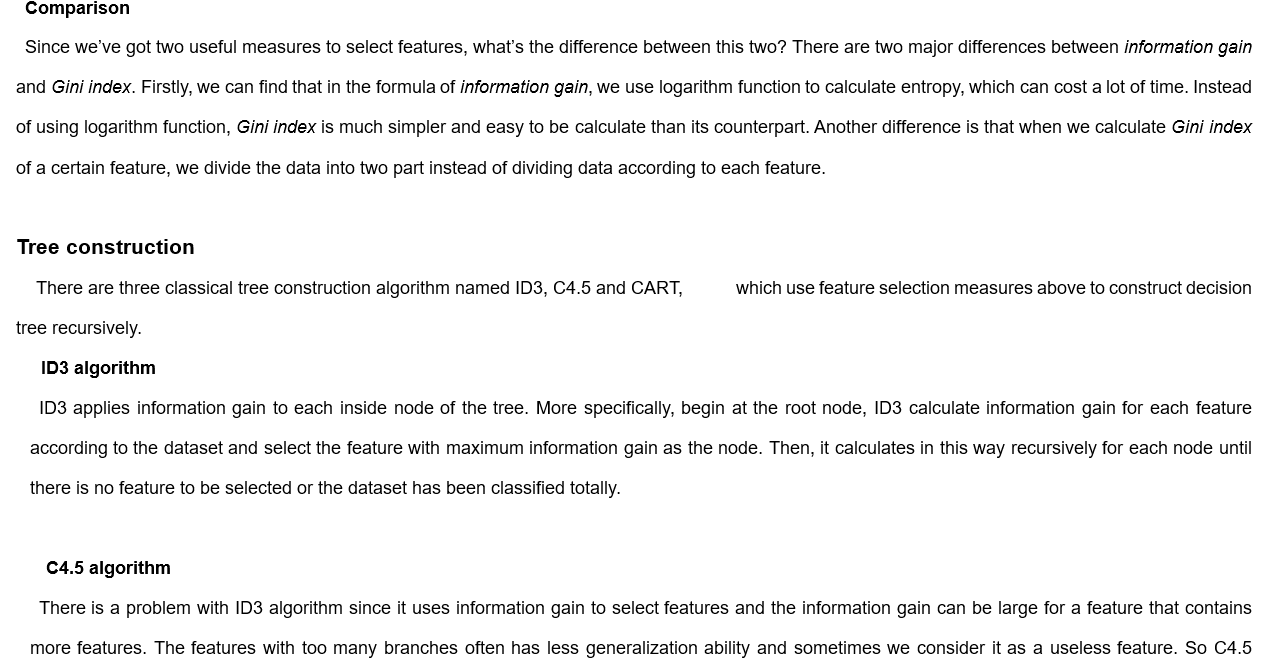 Comparison
Since we’ve got two useful measures to select features, what’s the difference between this two? There are two major differences between information gain
and Gini index. Firstly, we can find that in the formula of information gain, we use logarithm function to calculate entropy, which can cost a lot of time. Instead
of using logarithm function, Gini index is much simpler and easy to be calculate than its counterpart. Another difference is that when we calculate Gini index
of a certain feature, we divide the data into two part instead of dividing data according to each feature.
Tree construction
There are three classical tree construction algorithm named ID3, C4.5 and CART, which use feature selection measures above to construct decision
tree recursively.
ID3 algorithm
ID3 applies information gain to each inside node of the tree. More specifically, begin at the root node, ID3 calculate information gain for each feature
according to the dataset and select the feature with maximum information gain as the node. Then, it calculates in this way recursively for each node until
there is no feature to be selected or the dataset has been classified totally.
C4.5 algorithm
There is a problem with ID3 algorithm since it uses information gain to select features and the information gain can be large for a feature that contains
more features. The features with too many branches often has less generalization ability and sometimes we consider it as a useless feature. So C4.5